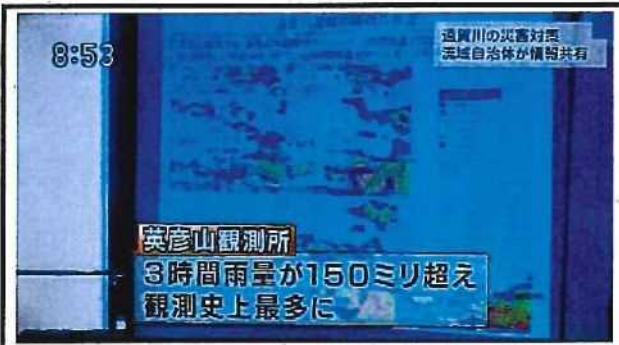 8:53
遠賀川の災害対策
流域自治体が情報共有
英彦山観測所
3時間雨量が150ミリ超え
観測史上最多に